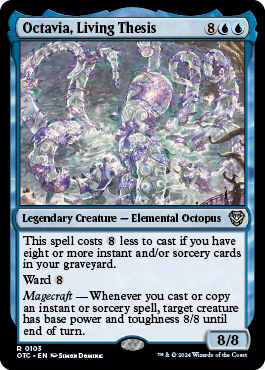 Octavia, Living Thesis 8UU
Legendary Creature — Elemental Octopus
This spell costs 8 less to cast if you have
eight or more instant and/or sorcery cards
in your graveyard.
Ward 8
Magecraft — Whenever you cast or copy
an instant or sorcery spell, target creature
has base power and toughness 8/8 until
end of turn.
8/8
R 0103
OTC • EN Simon Dominic
™ & © 2024 Wizards of the Coast